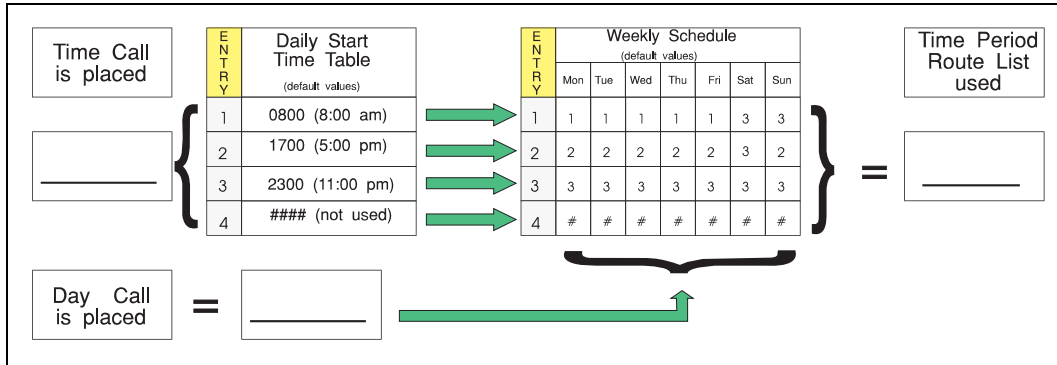 Time Call
is placed
ENTRY
Daily Start
Time Table
(default values)
1 0800 (8:00 am)
2 1700 (5:00 pm)
3 2300 (11:00 pm)
4 #### (not used)
ENTRY
Weekly Schedule
(default values)
Mon Tue Wed Thu Fri Sat Sun
1 1 1 1 1 1 3 3
2 2 2 2 2 2 3 2
3 3 3 3 3 3 3 3
4 # # # # # # #
=
Time Period
Route List
used
Day Call
is placed
=